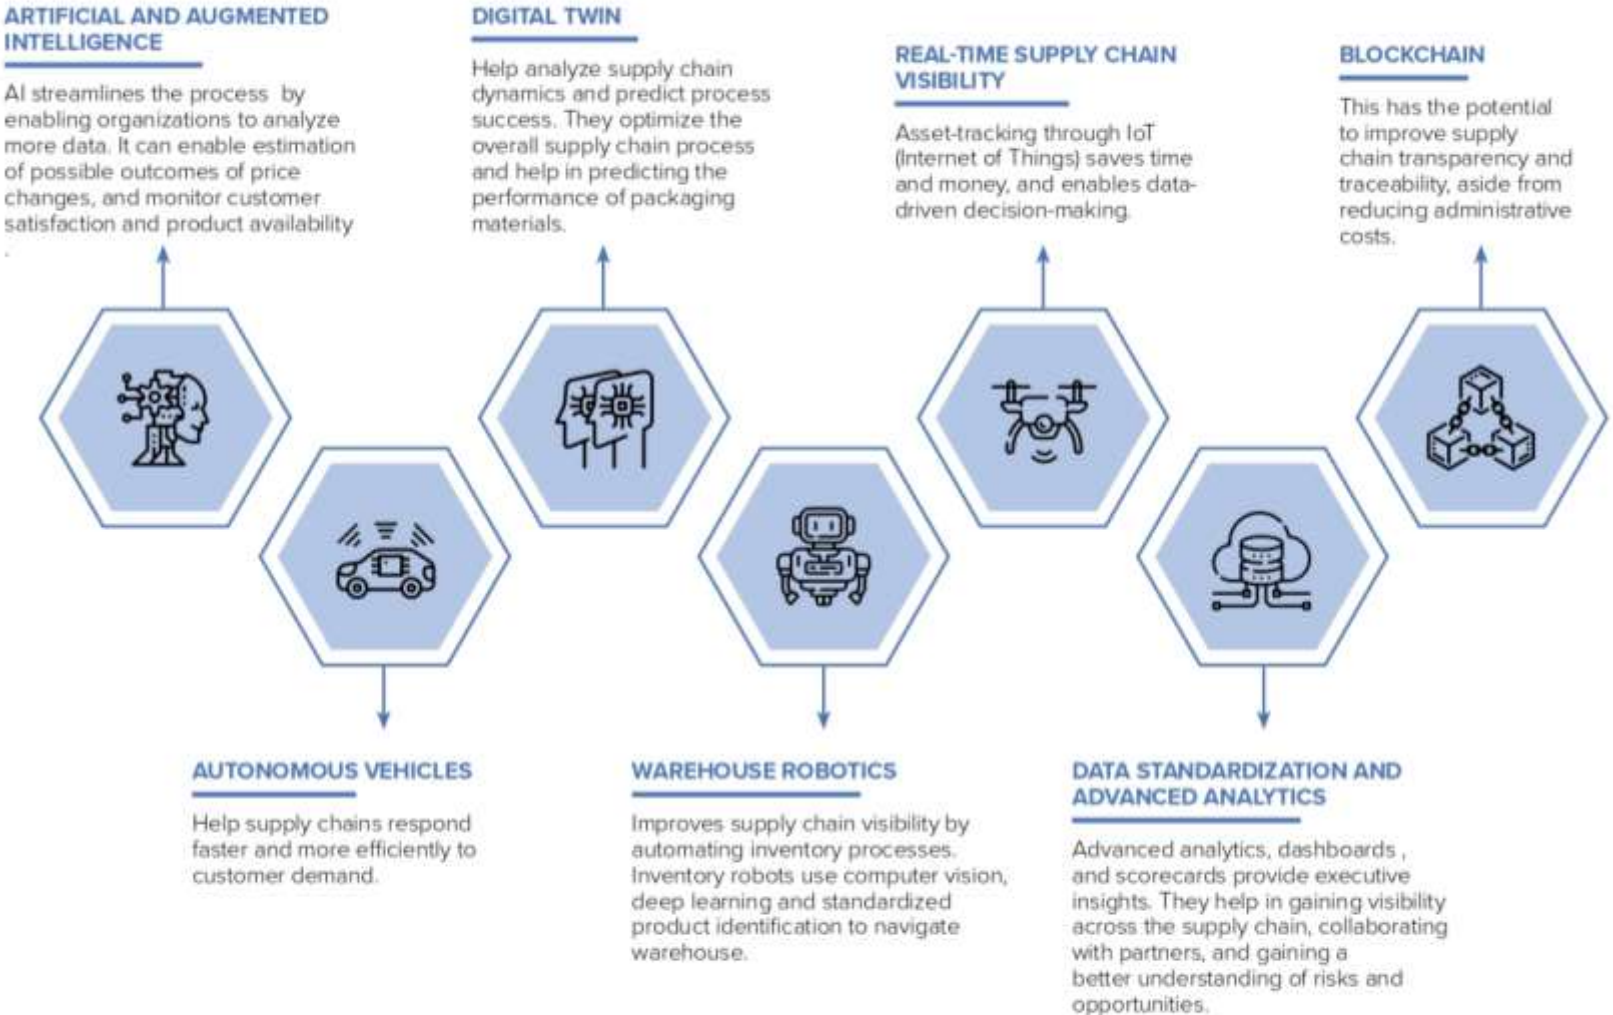 ARTIFICIAL AND AUGMENTED
INTELLIGENCE
AI streamlines the process by
enabling organizations to analyze
more data. It can enable estimation
of possible outcomes of price
changes, and monitor customer
satisfaction and product availability
.
DIGITAL TWIN
Help analyze supply chain
dynamics and predict process
success. They optimize the
overall supply chain process
and help in predicting the
performance of packaging
materials.
REAL-TIME SUPPLY CHAIN
VISIBILITY
Asset-tracking through IoT
(Internet of Things) saves time
and money, and enables data-
driven decision-making.
BLOCKCHAIN
This has the potential
to improve supply
chain transparency and
traceability, aside from
reducing administrative
costs.
AUTONOMOUS VEHICLES
Help supply chains respond
faster and more efficiently to
customer demand.
WAREHOUSE ROBOTICS
Improves supply chain visibility by
automating inventory processes.
Inventory robots use computer vision,
deep learning and standardized
product identification to navigate
warehouse.
DATA STANDARDIZATION AND
ADVANCED ANALYTICS
Advanced analytics, dashboards ,
and scorecards provide executive
insights. They help in gaining visibility
across the supply chain, collaborating
with partners, and gaining a
better understanding of risks and
opportunities.